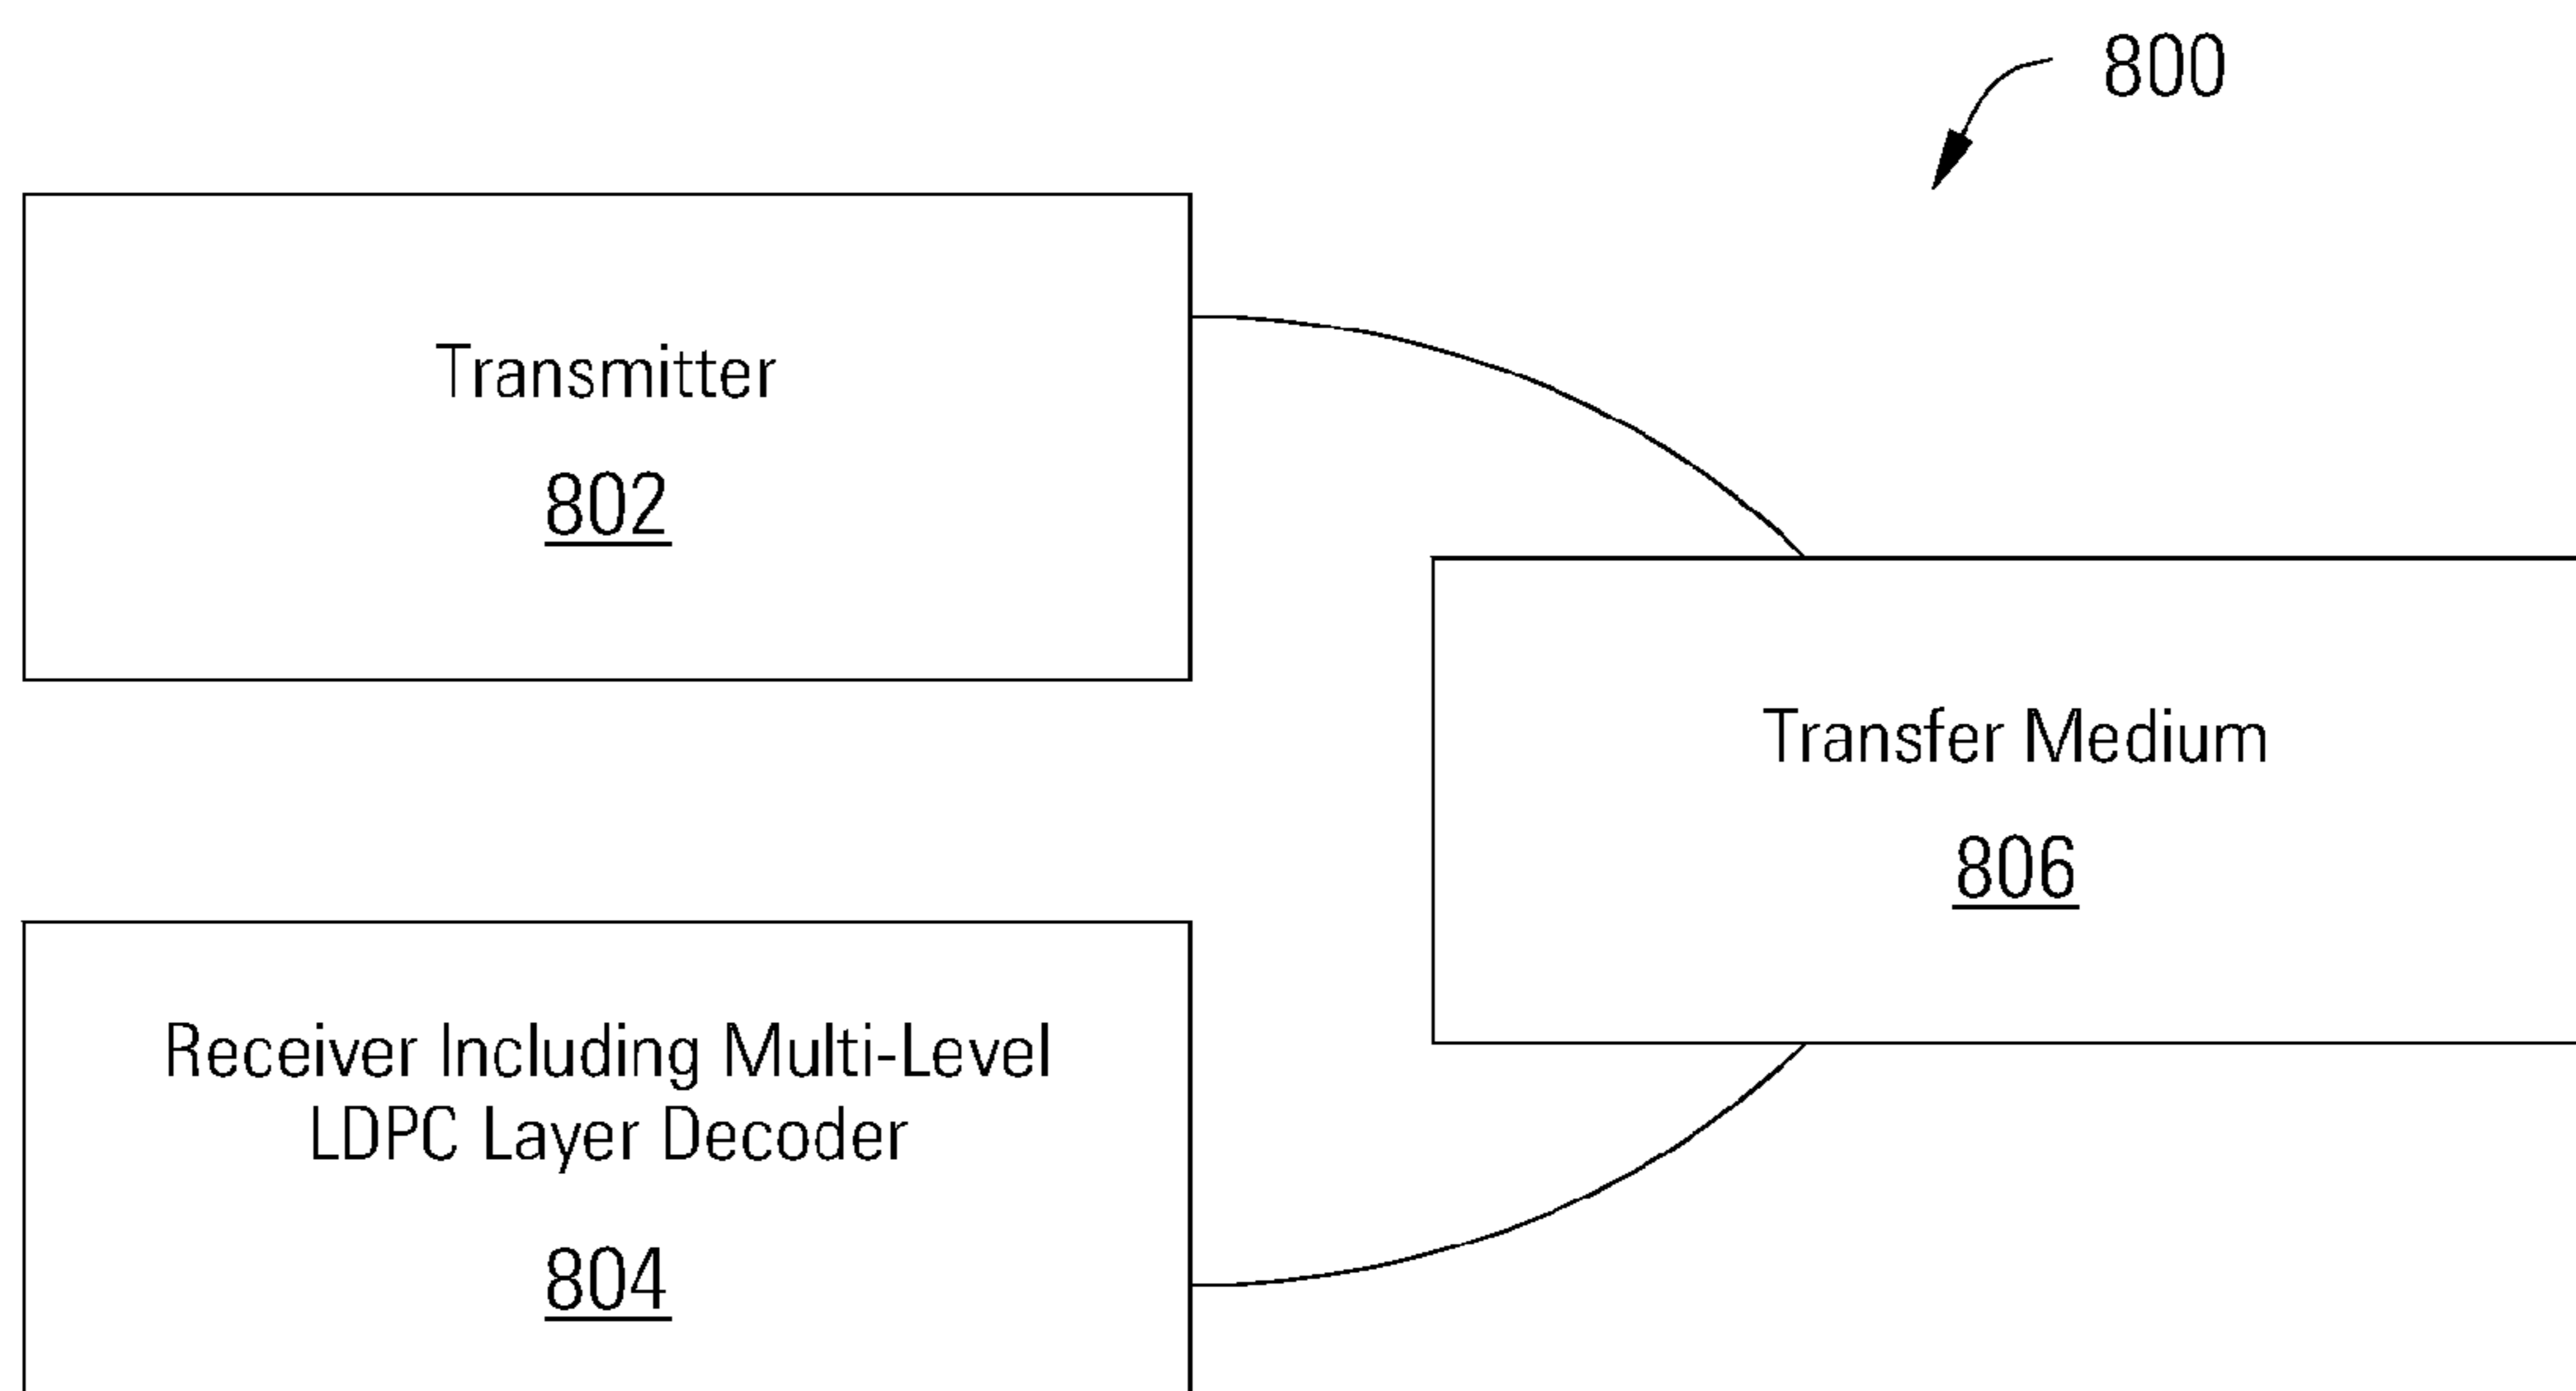 800
Transmitter
802
Transfer Medium
806
Receiver Including Multi-Level
LDPC Layer Decoder
804